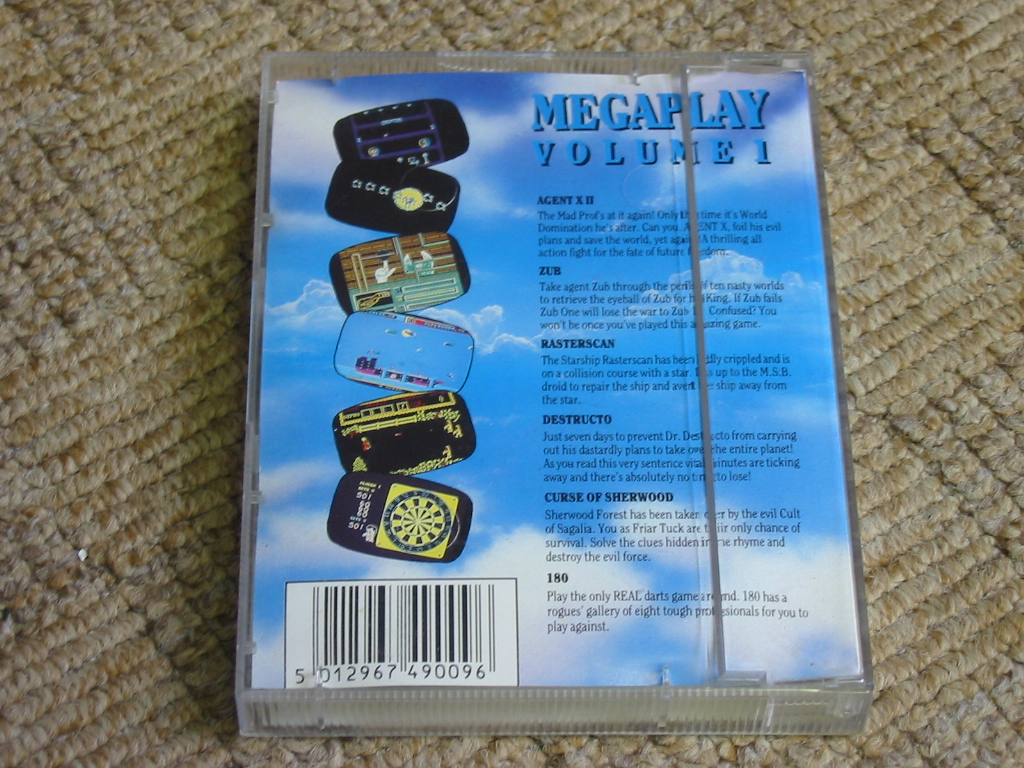 MEGAPLAY
VOLUME 1
AGENT X II
The Mad Prof's at it again! Only this time it's World
Domination he's after. Can you, AGENT X, foil his evil
plans and save the world, yet again! A thrilling all
action fight for the fate of future freedom.
ZUB
Take agent Zub through the perils of ten nasty worlds
to retrieve the eyeball of Zub for his King. If Zub fails
Zub One will lose the war to Zub Confused? You
won't be once you've played this amazing game.
RASTERSCAN
The Starship Rasterscan has been badly crippled and is
on a collision course with a star. It's up to the M.S.B.
droid to repair the ship and avert the ship away from
the star.
DESTRUCTO
Just seven days to prevent Dr. Destructo from carrying
out his dastardly plans to take over the entire planet!
As you read this very sentence vital minutes are ticking
away and there's absolutely no time to lose!
CURSE OF SHERWOOD
Sherwood Forest has been taken over by the evil Cult
of Sagalia. You as Friar Tuck are their only chance of
survival. Solve the clues hidden in the rhyme and
destroy the evil force.
180
Play the only REAL darts game around. 180 has a
rogues' gallery of eight tough professionals for you to
play against.
501
501
5 012967 490096